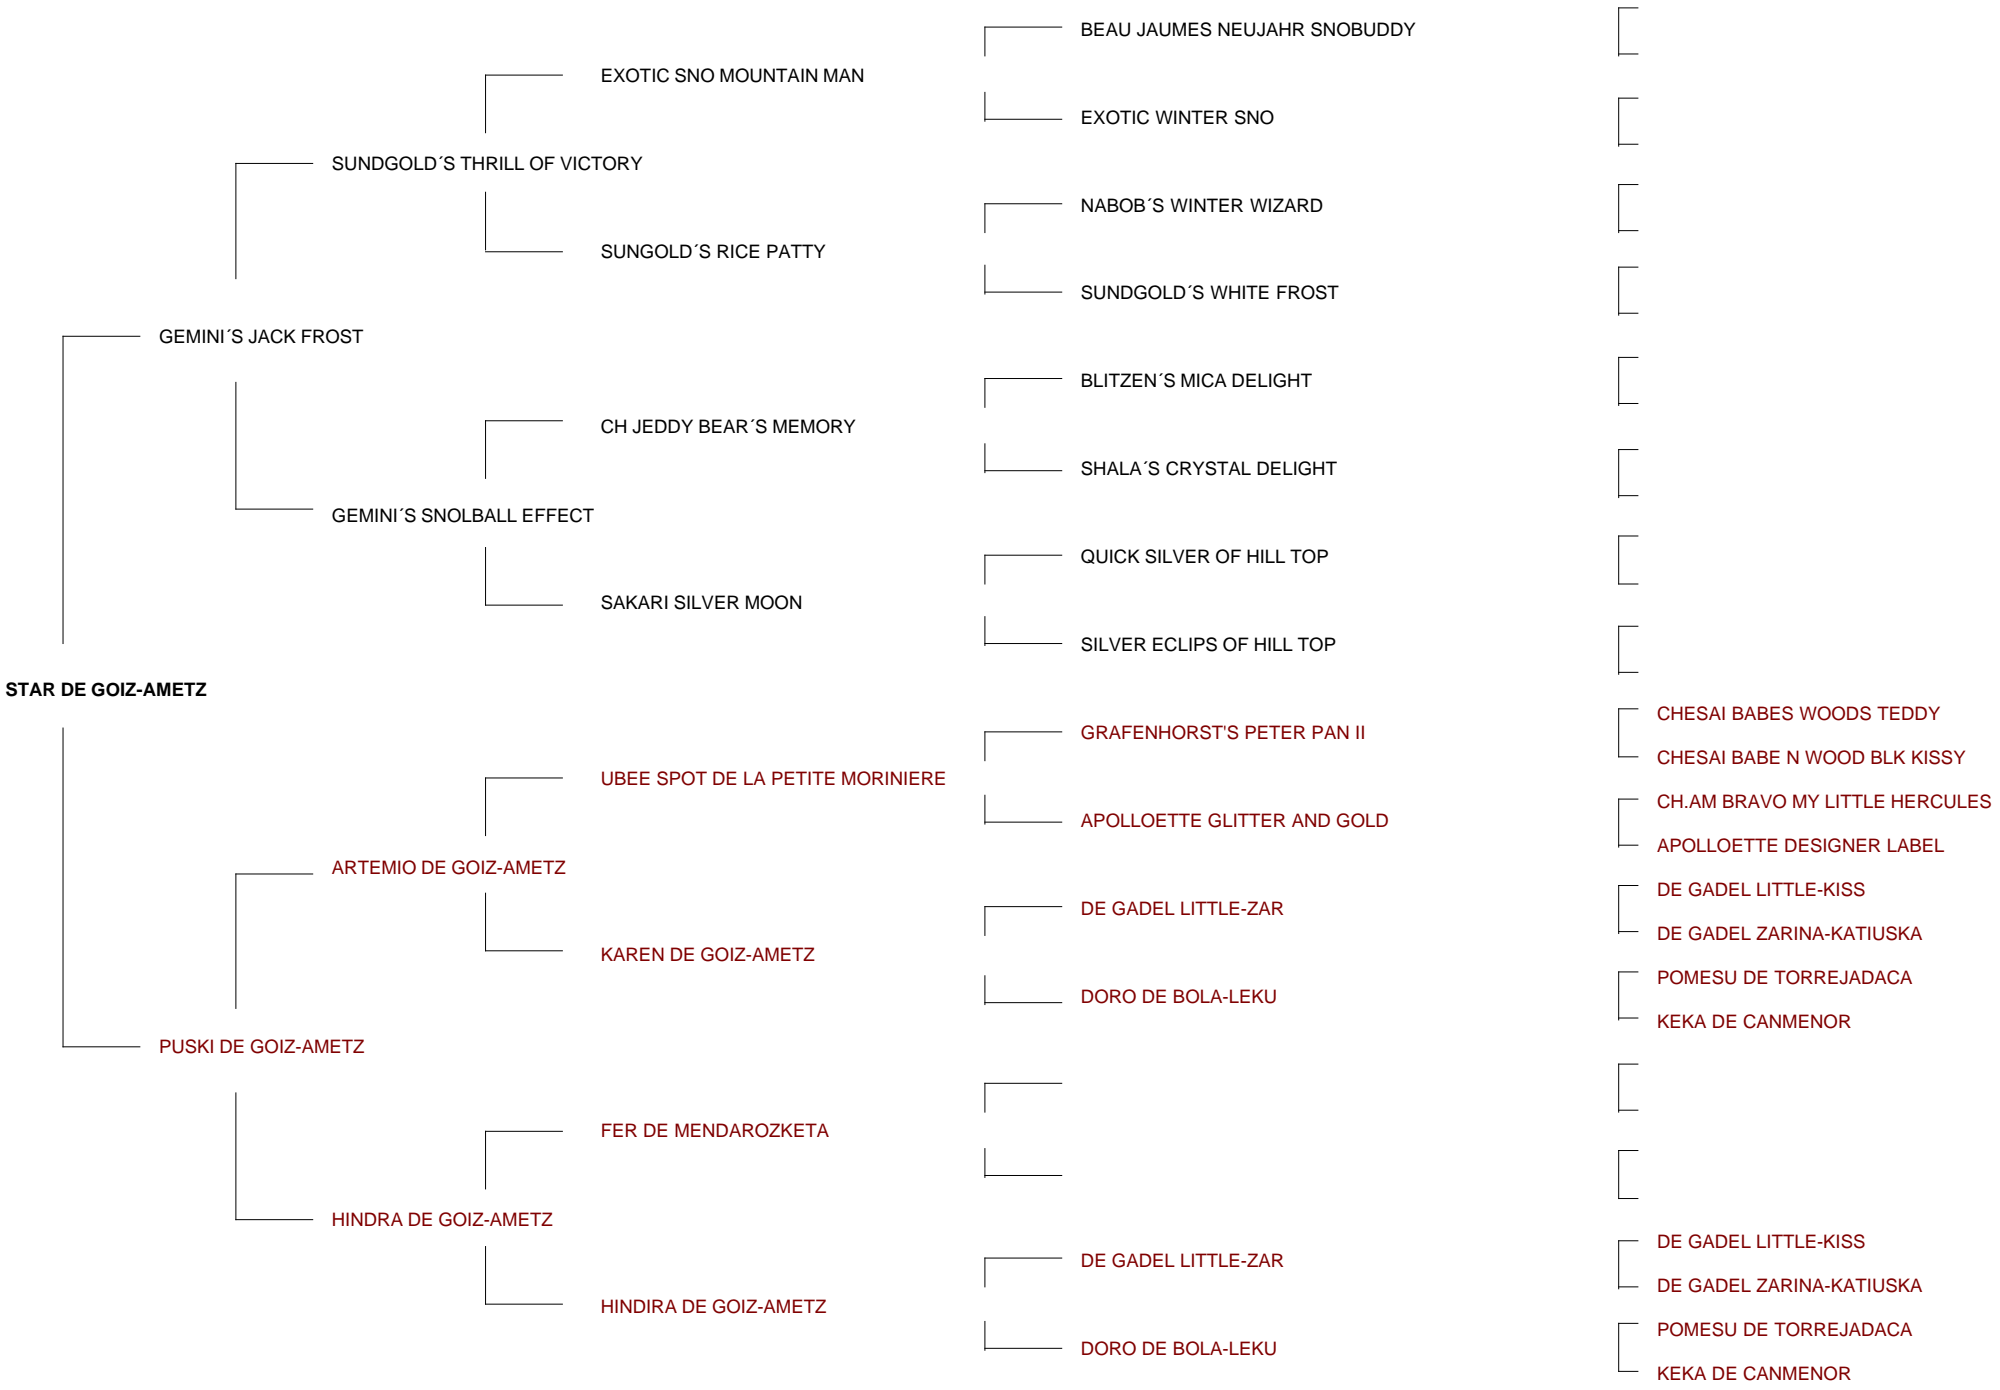 BEAU JAUMES NEUJAHR SNOBUDDY
EXOTIC SNO MOUNTAIN MAN
EXOTIC WINTER SNO
SUNDGOLD´S THRILL OF VICTORY
NABOB´S WINTER WIZARD
SUNGOLD´S RICE PATTY
SUNDGOLD´S WHITE FROST
GEMINI´S JACK FROST
BLITZEN´S MICA DELIGHT
CH JEDDY BEAR´S MEMORY
SHALA´S CRYSTAL DELIGHT
GEMINI´S SNOLBALL EFFECT
QUICK SILVER OF HILL TOP
SAKARI SILVER MOON
SILVER ECLIPS OF HILL TOP
STAR DE GOIZ-AMETZ
CHESAI BABES WOODS TEDDY
GRAFENHORST'S PETER PAN II
CHESAI BABE N WOOD BLK KISSY
UBEE SPOT DE LA PETITE MORINIERE
CH.AM BRAVO MY LITTLE HERCULES
APOLLOETTE GLITTER AND GOLD
APOLLOETTE DESIGNER LABEL
ARTEMIO DE GOIZ-AMETZ
DE GADEL LITTLE-KISS
DE GADEL LITTLE-ZAR
DE GADEL ZARINA-KATIUSKA
KAREN DE GOIZ-AMETZ
POMESU DE TORREJADACA
DORO DE BOLA-LEKU
KEKA DE CANMENOR
PUSKI DE GOIZ-AMETZ
FER DE MENDAROZKETA
HINDRA DE GOIZ-AMETZ
DE GADEL LITTLE-KISS
DE GADEL LITTLE-ZAR
DE GADEL ZARINA-KATIUSKA
HINDIRA DE GOIZ-AMETZ
POMESU DE TORREJADACA
DORO DE BOLA-LEKU
KEKA DE CANMENOR